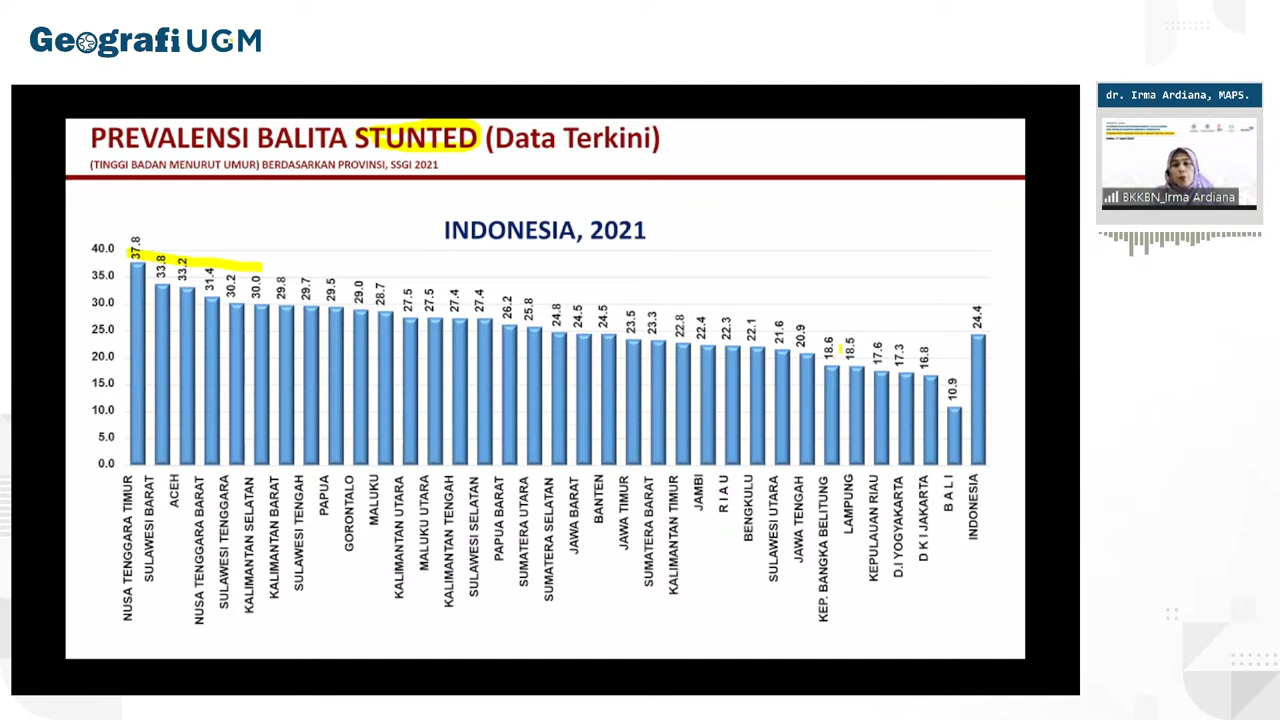 Geografi UGM
dr. Irma Ardiana, MAPS.
BKKBN_Irma Ardiana
PREVALENSI BALITA STUNTED (Data Terkini)
(TINGGI BADAN MENURUT UMUR) BERDASARKAN PROVINSI, SSGI 2021
INDONESIA, 2021
40.0
35.0
30.0
25.0
20.0
15.0
10.0
5.0
0.0
37.8
33.8
33.2
31.4
30.2
30.0
29.8
29.7
29.5
29.0
28.7
27.5
27.5
27.4
27.4
26.2
25.8
24.8
24.5
24.5
23.5
23.3
22.8
22.4
22.3
22.1
21.6
20.9
18.6
18.5
17.6
17.3
16.8
10.9
24.4
NUSA TENGGARA TIMUR
SULAWESI BARAT
ACEH
NUSA TENGGARA BARAT
SULAWESI TENGGARA
KALIMANTAN SELATAN
KALIMANTAN BARAT
SULAWESI TENGAH
PAPUA
GORONTALO
MALUKU
KALIMANTAN UTARA
MALUKU UTARA
KALIMANTAN TENGAH
SULAWESI SELATAN
PAPUA BARAT
SUMATERA UTARA
SUMATERA SELATAN
JAWA BARAT
BANTEN
JAWA TIMUR
SUMATERA BARAT
KALIMANTAN TIMUR
JAMBI
R I A U
BENGKULU
SULAWESI UTARA
JAWA TENGAH
KEP. BANGKA BELITUNG
LAMPUNG
KEPULAUAN RIAU
D.I YOGYAKARTA
D K I JAKARTA
B A L I
INDONESIA